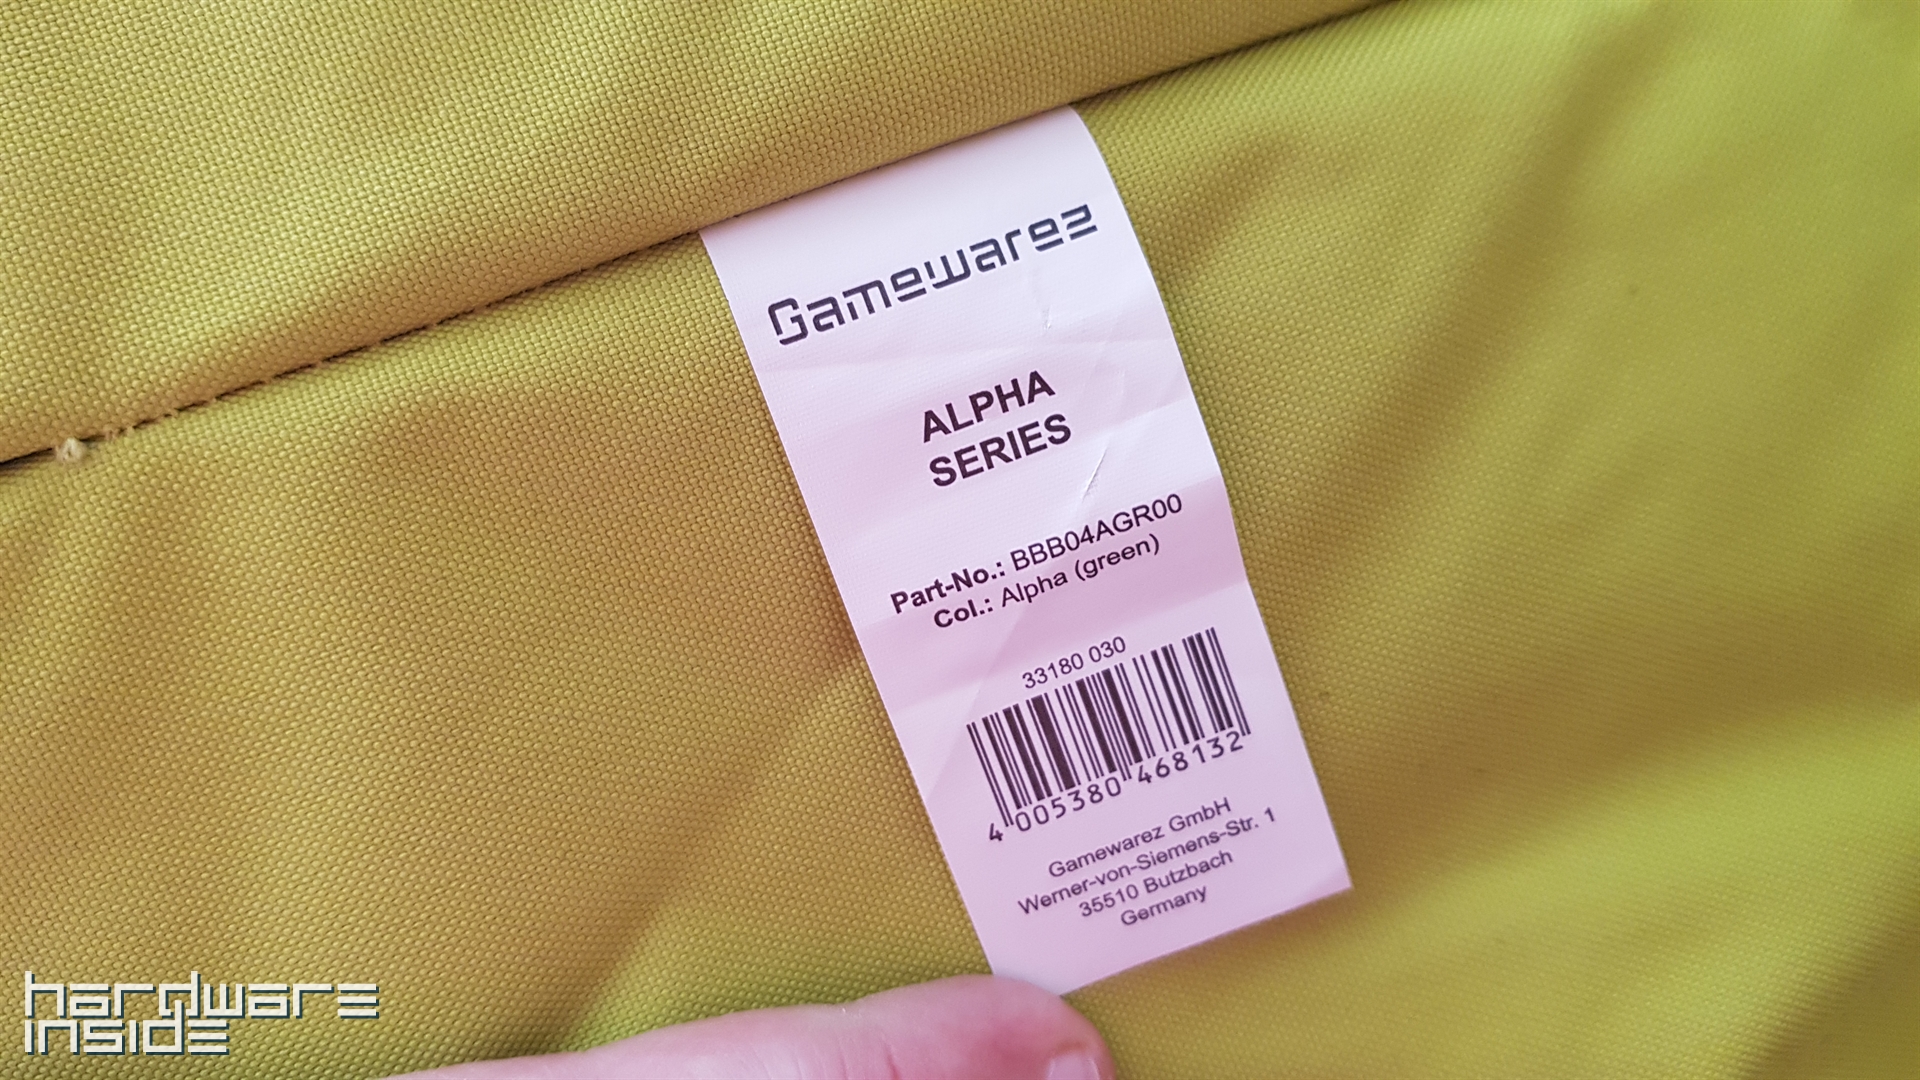 Gamewarez
ALPHA
SERIES
Part-No.: BBB04AGR00
Col.: Alpha (green)
33180 030
4 005380 468132
Gamewarez GmbH
Werner-von-Siemens-Str. 1
35510 Butzbach
Germany
hardware
inside